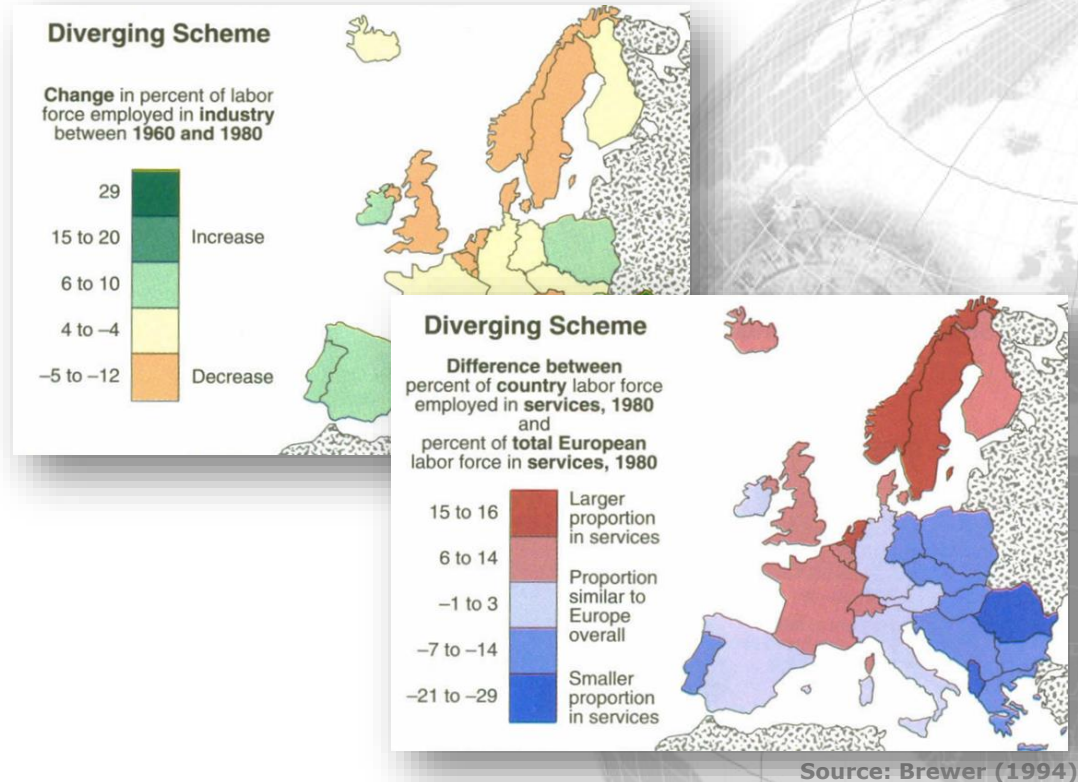 Diverging Scheme
Change in percent of labor
force employed in industry
between 1960 and 1980
29
15 to 20
Increase
6 to 10
4 to −4
−5 to −12
Decrease
Diverging Scheme
Difference between
percent of country labor force
employed in services, 1980
and
percent of total European
labor force in services, 1980
15 to 16
Larger
proportion
in services
6 to 14
−1 to 3
Proportion
similar to
Europe
overall
−7 to −14
−21 to −29
Smaller
proportion
in services
Source: Brewer (1994)